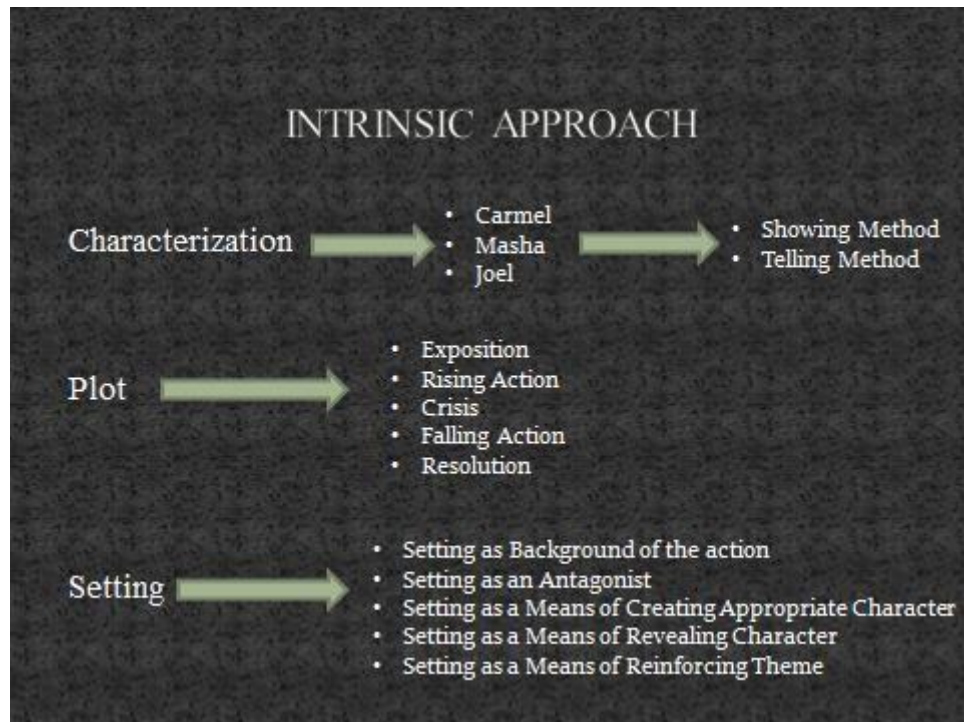 INTRINSIC APPROACH
Characterization
• Carmel
• Masha
• Joel
• Showing Method
• Telling Method
Plot
• Exposition
• Rising Action
• Crisis
• Falling Action
• Resolution
Setting
• Setting as Background of the action
• Setting as an Antagonist
• Setting as a Means of Creating Appropriate Character
• Setting as a Means of Revealing Character
• Setting as a Means of Reinforcing Theme